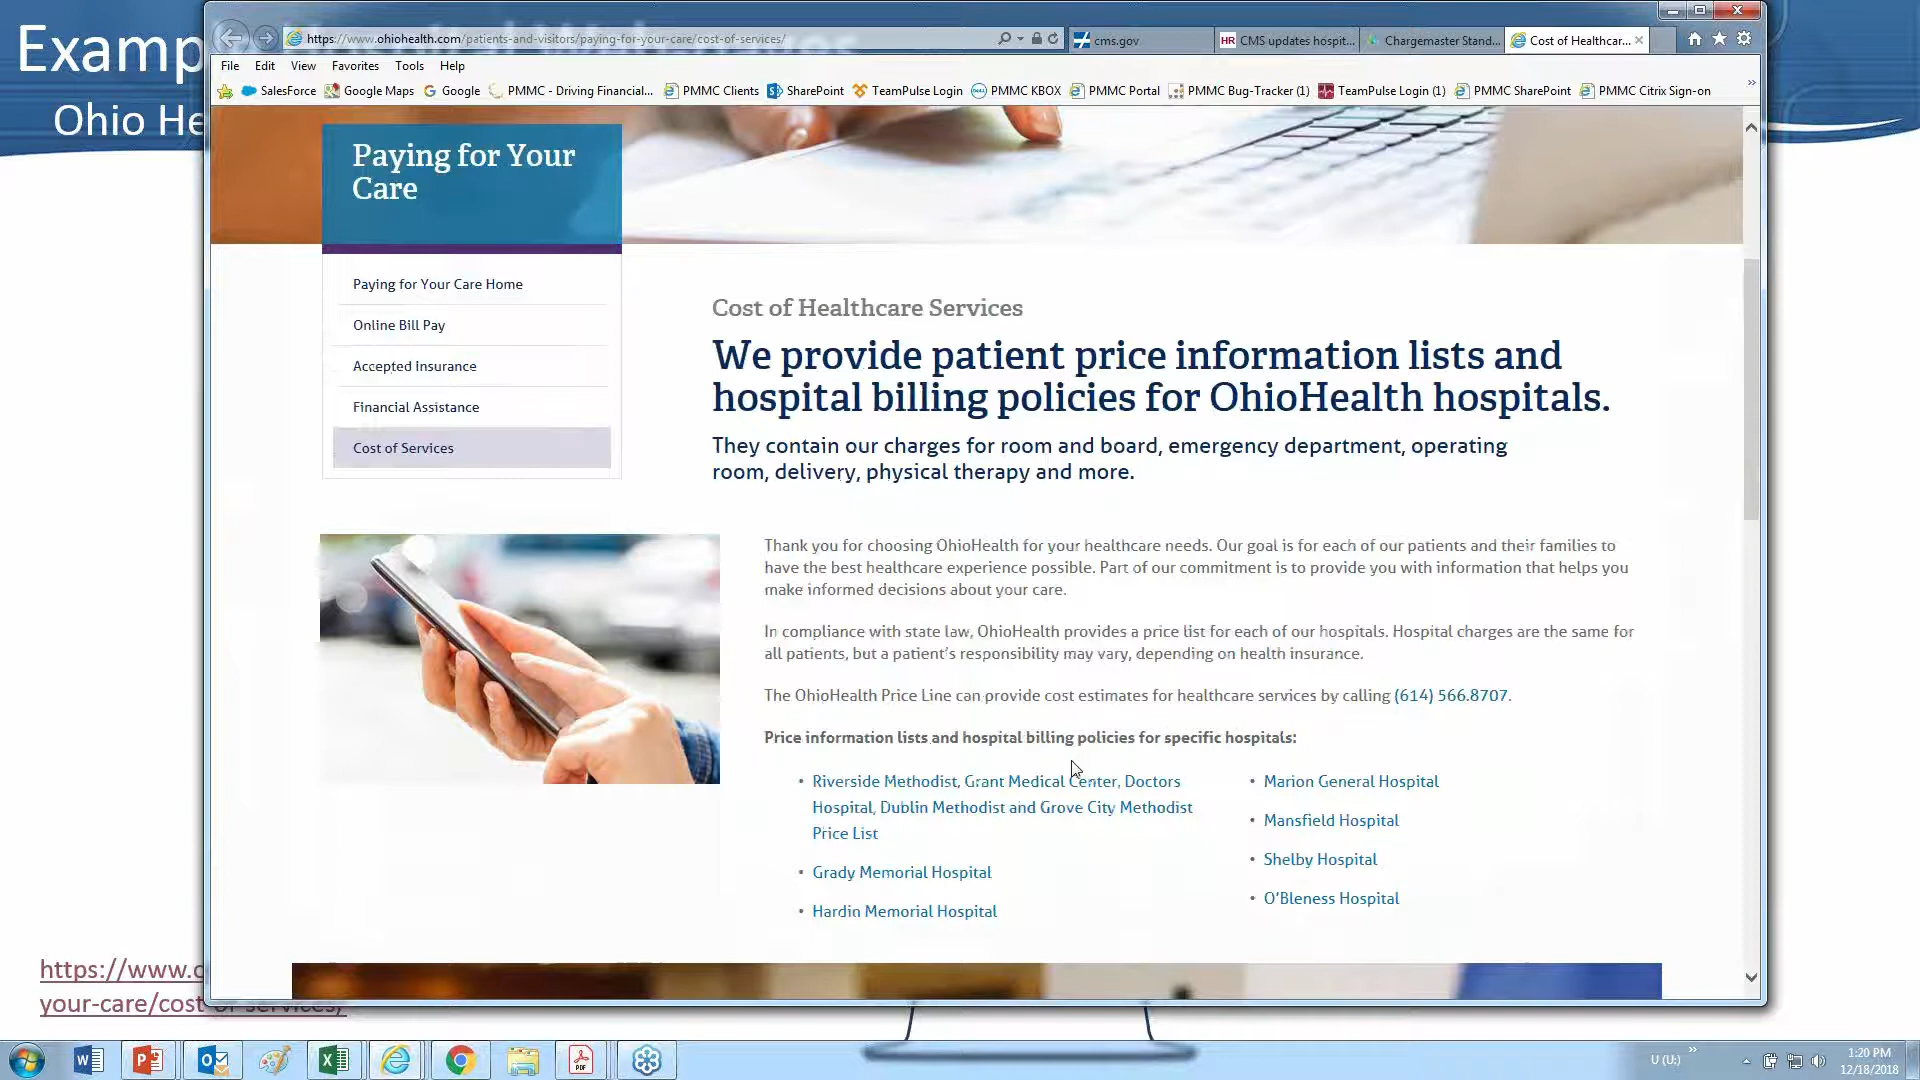 Examp
Ohio He
https://www.ohiohealth.com/patients-and-visitors/paying-for-your-care/cost-of-services/
cms.gov
HR CMS updates hospit...
Chargemaster Stand...
Cost of Healthcar...
File Edit View Favorites Tools Help
SalesForce Google Maps Google PMMC - Driving Financial... PMMC Clients SharePoint TeamPulse Login PMMC KBOX PMMC Portal PMMC Bug-Tracker (1) TeamPulse Login (1) PMMC SharePoint PMMC Citrix Sign-on
Paying for Your
Care
Paying for Your Care Home
Online Bill Pay
Accepted Insurance
Financial Assistance
Cost of Services
Cost of Healthcare Services
We provide patient price information lists and
hospital billing policies for OhioHealth hospitals.
They contain our charges for room and board, emergency department, operating
room, delivery, physical therapy and more.
Thank you for choosing OhioHealth for your healthcare needs. Our goal is for each of our patients and their families to
have the best healthcare experience possible. Part of our commitment is to provide you with information that helps you
make informed decisions about your care.
In compliance with state law, OhioHealth provides a price list for each of our hospitals. Hospital charges are the same for
all patients, but a patient's responsibility may vary, depending on health insurance.
The OhioHealth Price Line can provide cost estimates for healthcare services by calling (614) 566.8707.
Price information lists and hospital billing policies for specific hospitals:
• Riverside Methodist, Grant Medical Center, Doctors
Hospital, Dublin Methodist and Grove City Methodist
Price List
• Grady Memorial Hospital
• Hardin Memorial Hospital
• Marion General Hospital
• Mansfield Hospital
• Shelby Hospital
• O'Bleness Hospital
https://www.o
your-care/cost-of-services/
U (U:)
1:20 PM
12/18/2018